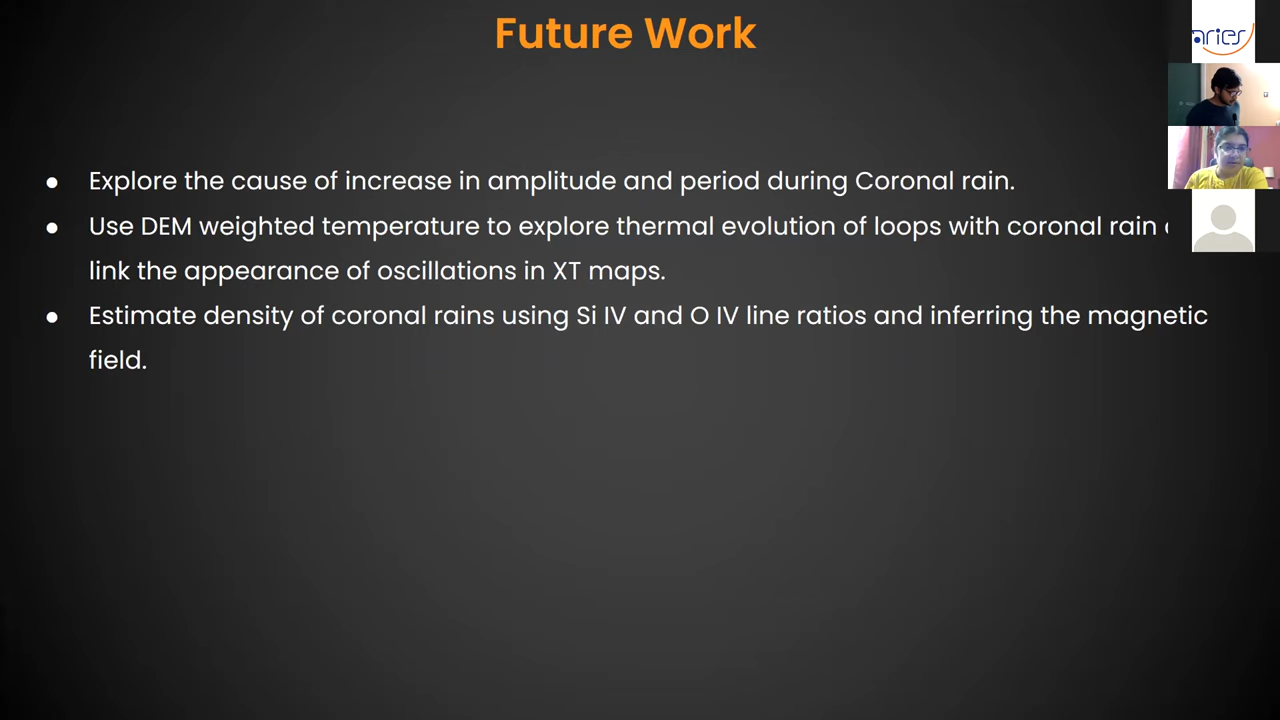 Future Work
aries
● Explore the cause of increase in amplitude and period during Coronal rain.
● Use DEM weighted temperature to explore thermal evolution of loops with coronal rain
link the appearance of oscillations in XT maps.
● Estimate density of coronal rains using Si IV and O IV line ratios and inferring the magnetic
field.